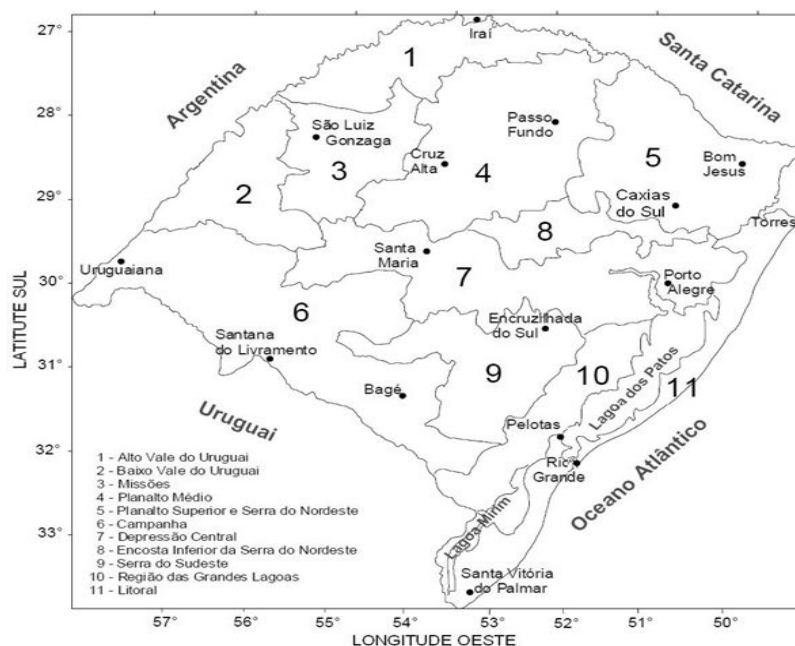 27°
28°
29°
30°
31°
32°
33°
LATITUTE SUL
Iraí
Santa Catarina
Argentina
1
São Luiz
Gonzaga
3
Cruz
Alta
Passo
Fundo
4
5
Bom
Jesus
Caxias
do Sul
Torres
2
8
Santa
Maria
Uruguaiana
7
Porto
Alegre
6
Encruzilhada
do Sul
Santana
do Livramento
9
10
Lagoa dos Patos
11
Bagé
Uruguai
Pelotas
Rio
Grande
Oceano Atlântico
Lagoa Mirim
Santa Vitória
do Palmar
1 - Alto Vale do Uruguai
2 - Baixo Vale do Uruguai
3 - Missões
4 - Planalto Médio
5 - Planalto Superior e Serra do Nordeste
6 - Campanha
7 - Depressão Central
8 - Encosta Inferior da Serra do Nordeste
9 - Serra do Sudeste
10 - Região das Grandes Lagoas
11 - Litoral
57° 56° 55° 54° 53° 52° 51° 50°
LONGITUDE OESTE